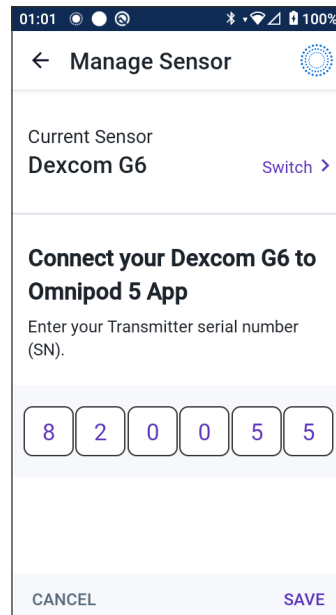 01:01 100%
Manage Sensor
Current Sensor
Dexcom G6
Switch
Connect your Dexcom G6 to
Omnipod 5 App
Enter your Transmitter serial number
(SN).
8 2 0 0 5 5
CANCEL SAVE